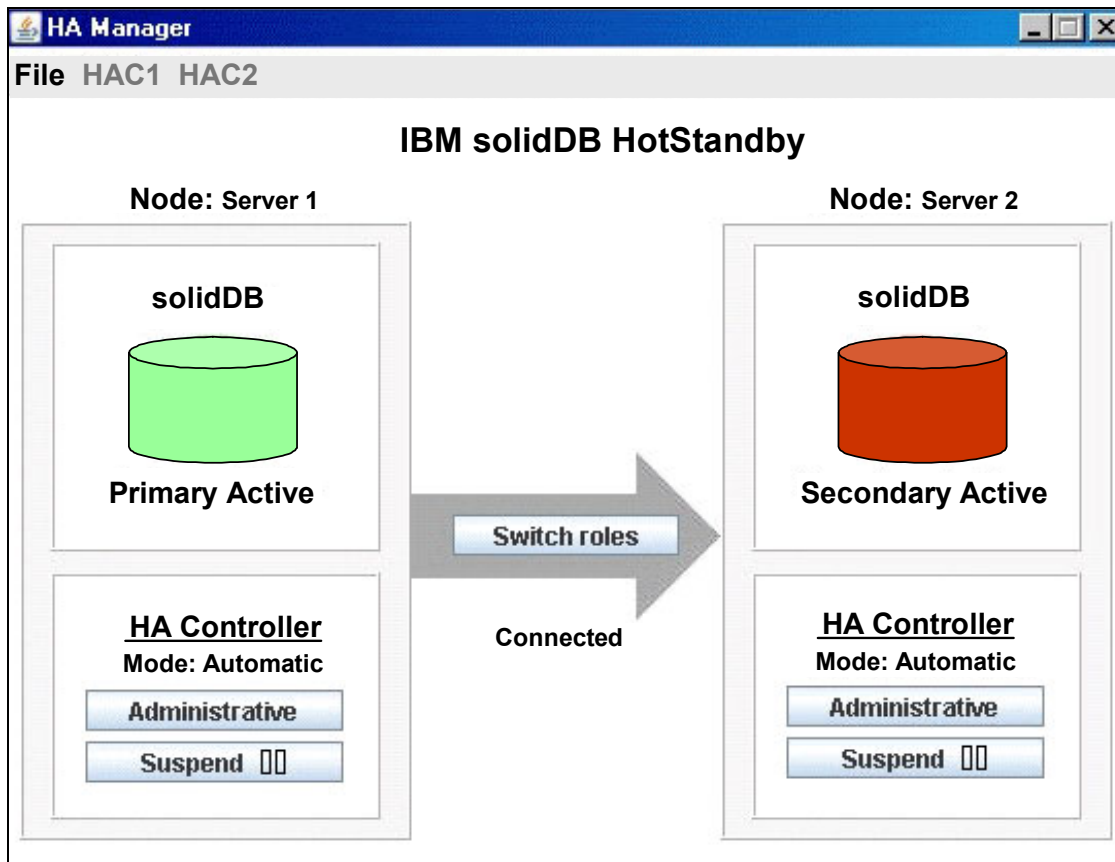 HA Manager
File HAC1 HAC2
IBM solidDB HotStandby
Node: Server 1
solidDB
Primary Active
HA Controller
Mode: Automatic
Administrative
Suspend
Switch roles
Connected
Node: Server 2
solidDB
Secondary Active
HA Controller
Mode: Automatic
Administrative
Suspend